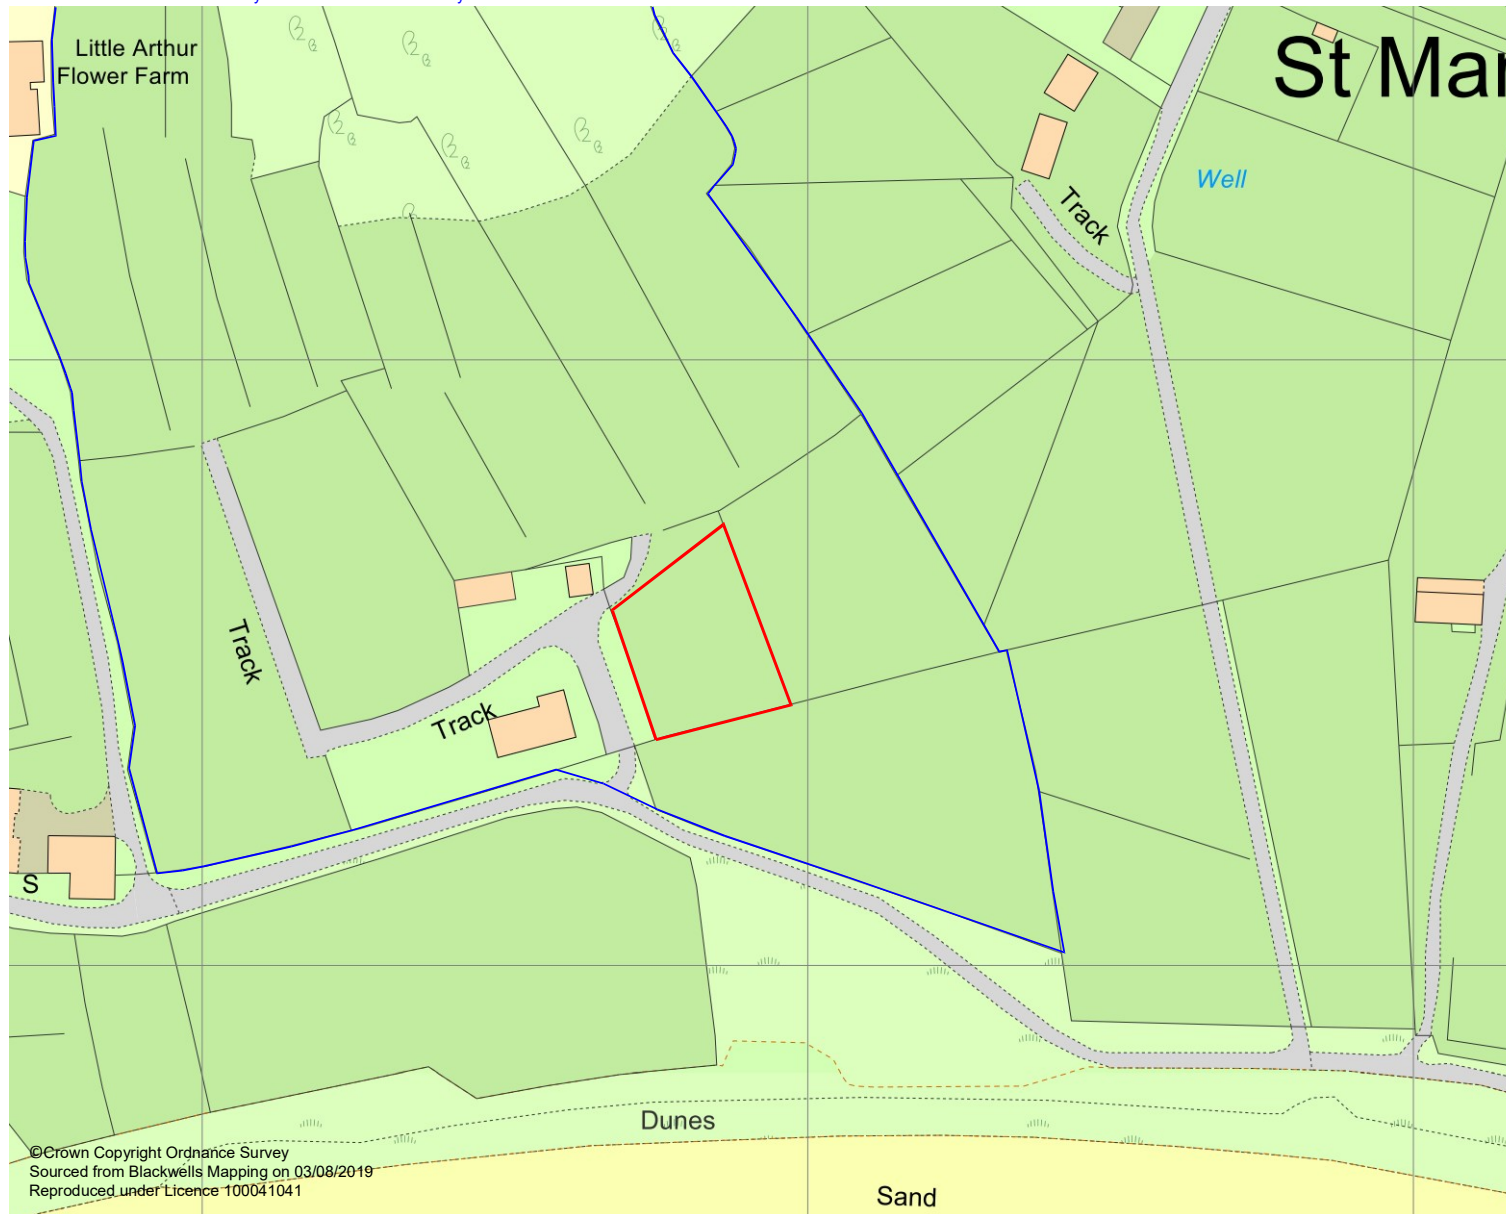 Little Arthur
Flower Farm
St Mar
Well
Track
Track
Track
S
Dunes
©Crown Copyright Ordnance Survey
Sourced from Blackwells Mapping on 03/08/2019
Reproduced under Licence 100041041
Sand